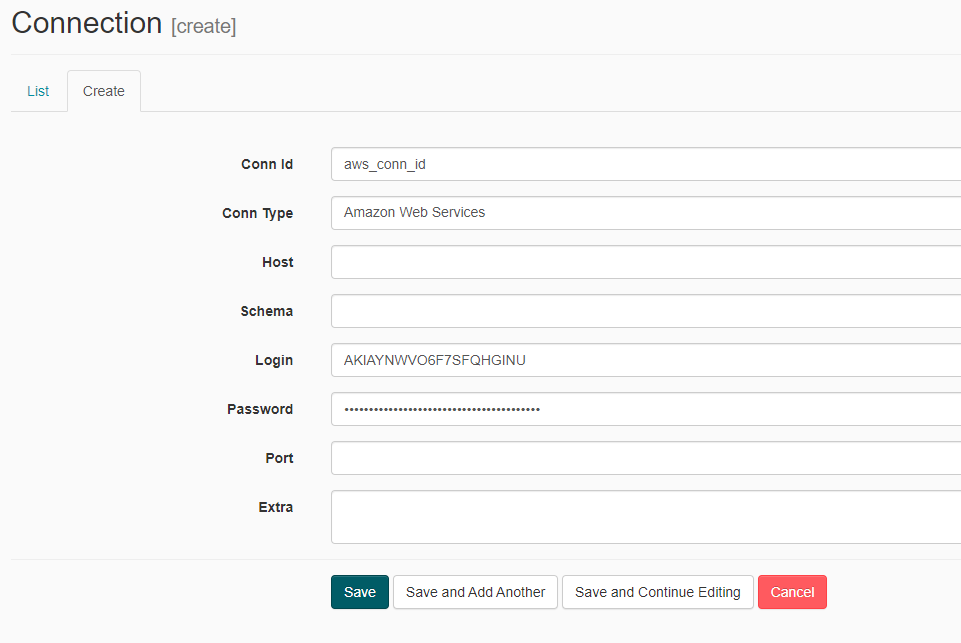 Connection [create]
List Create
Conn Id aws_conn_id
Conn Type Amazon Web Services
Host
Schema
Login AKIAYNWVO6F7SFQHGINU
Password ••••••••••••••••••••••••••••••••••••••••
Port
Extra
Save Save and Add Another Save and Continue Editing Cancel